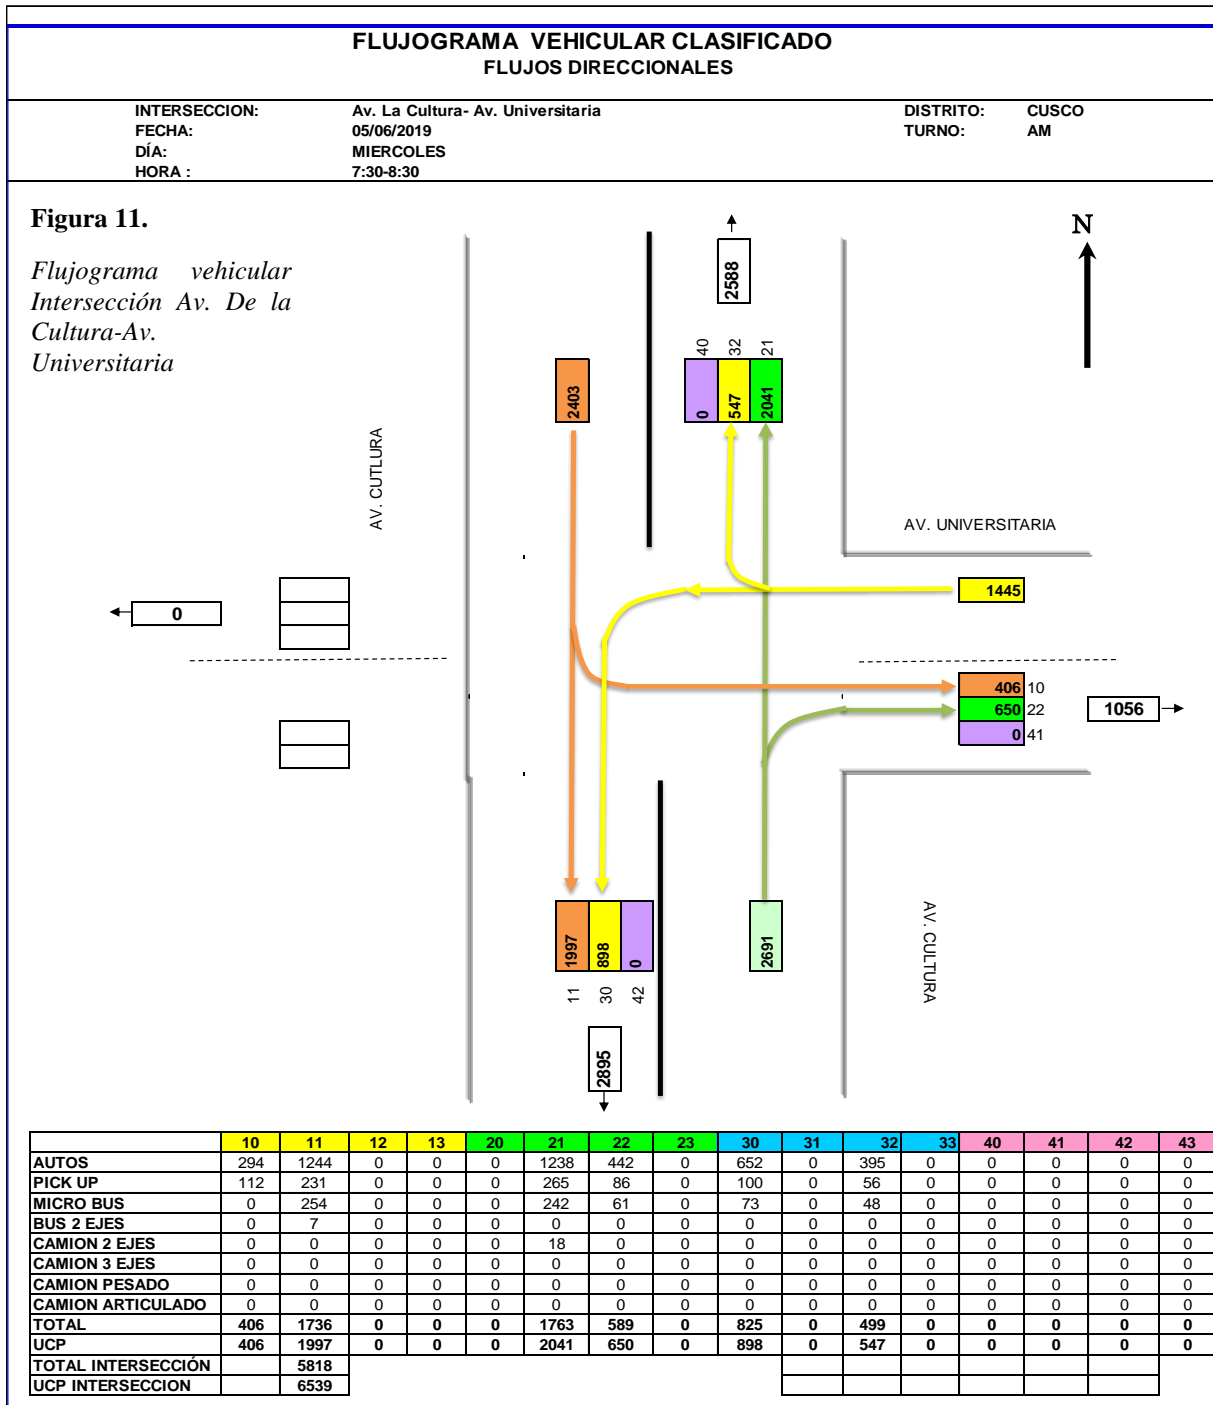 FLUJOGRAMA VEHICULAR CLASIFICADO
FLUJOS DIRECCIONALES
INTERSECCION: Av. La Cultura- Av. Universitaria DISTRITO: CUSCO
FECHA: 05/06/2019 TURNO: AM
DÍA: MIERCOLES
HORA : 7:30-8:30
Figura 11.
Flujograma vehicular
Intersección Av. De la
Cultura-Av.
Universitaria
N
2588
40 32 21
2403
0 547 2041
AV. CUTLURA
AV. UNIVERSITARIA
1445
0
406 10
650 22
0 41
1056
1997 898 0
2691
AV. CULTURA
11 30 42
2895
10 11 12 13 20 21 22 23 30 31 32 33 40 41 42 43
AUTOS 294 1244 0 0 0 1238 442 0 652 0 395 0 0 0 0 0
PICK UP 112 231 0 0 0 265 86 0 100 0 56 0 0 0 0 0
MICRO BUS 0 254 0 0 0 242 61 0 73 0 48 0 0 0 0 0
BUS 2 EJES 0 7 0 0 0 0 0 0 0 0 0 0 0 0 0 0
CAMION 2 EJES 0 0 0 0 0 18 0 0 0 0 0 0 0 0 0 0
CAMION 3 EJES 0 0 0 0 0 0 0 0 0 0 0 0 0 0 0 0
CAMION PESADO 0 0 0 0 0 0 0 0 0 0 0 0 0 0 0 0
CAMION ARTICULADO 0 0 0 0 0 0 0 0 0 0 0 0 0 0 0 0
TOTAL 406 1736 0 0 0 1763 589 0 825 0 499 0 0 0 0 0
UCP 406 1997 0 0 0 2041 650 0 898 0 547 0 0 0 0 0
TOTAL INTERSECCIÓN 5818
UCP INTERSECCION 6539